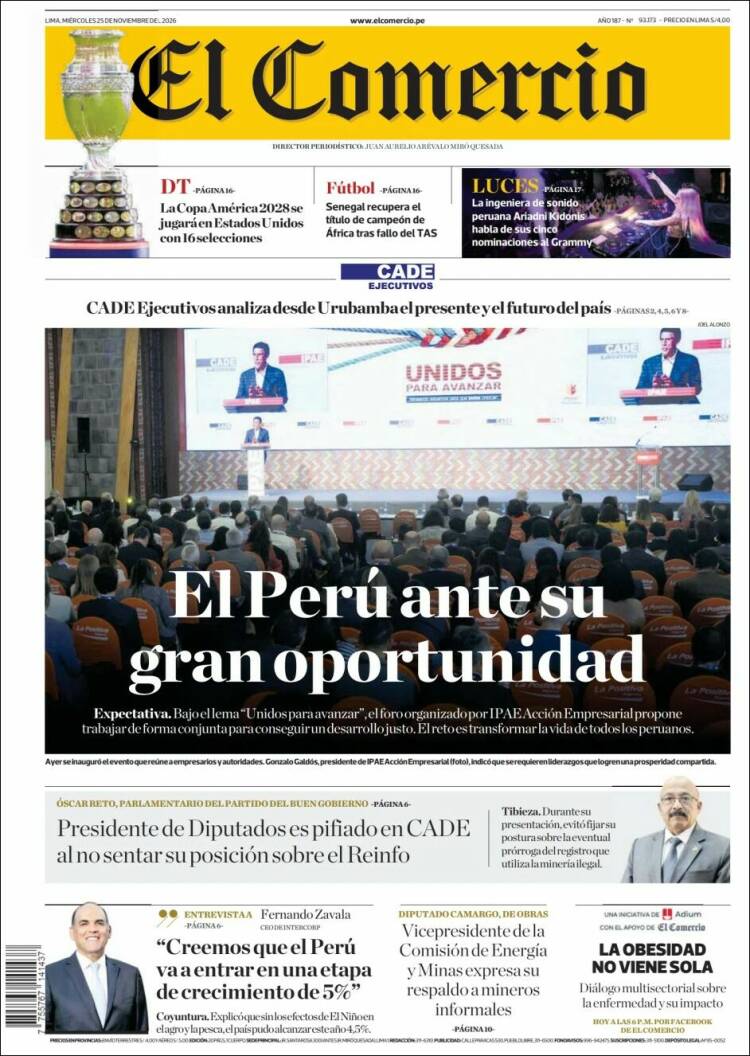 LIMA, MIÉRCOLES 25 DE NOVIEMBRE DEL 2026
www.elcomercio.pe
AÑO 187 - Nº 93,173 - PRECIO EN LIMA S/4,00
El Comercio
DIRECTOR PERIODÍSTICO: JUAN AURELIO ARÉVALO MIRÓ QUESADA
DT -PÁGINA 16-
La Copa América 2028 se
jugará en Estados Unidos
con 16 selecciones
Fútbol -PÁGINA 16-
Senegal recupera el
título de campeón de
África tras fallo del TAS
LUCES -PÁGINA 17-
La ingeniera de sonido
peruana Ariadni Kidonis
habla de sus cinco
nominaciones al Grammy
CADE
EJECUTIVOS
CADE Ejecutivos analiza desde Urubamba el presente y el futuro del país -PÁGINAS 2, 4, 5, 6 Y 8-
JOEL ALONZO
CADE
IPAE
UNIDOS
PARA AVANZAR
CADE
IPAE
IPAE
El Perú ante su
gran oportunidad
La Positiva
Expectativa. Bajo el lema “Unidos para avanzar”, el foro organizado por IPAE Acción Empresarial propone
trabajar de forma conjunta para conseguir un desarrollo justo. El reto es transformar la vida de todos los peruanos.
Ayer se inauguró el evento que reúne a empresarios y autoridades. Gonzalo Galdós, presidente de IPAE Acción Empresarial (foto), indicó que se requieren liderazgos que logren una prosperidad compartida.
ÓSCAR RETO, PARLAMENTARIO DEL PARTIDO DEL BUEN GOBIERNO -PÁGINA 6-
Presidente de Diputados es pifiado en CADE
al no sentar su posición sobre el Reinfo
Tibieza. Durante su
presentación, evitó fijar su
postura sobre la eventual
prórroga del registro que
utiliza la minería ilegal.
ENTREVISTA A Fernando Zavala
-PÁGINA 6- CEO DE INTERCORP
“Creemos que el Perú
va a entrar en una etapa
de crecimiento de 5%”
Coyuntura. Explicó que sin los efectos de El Niño en
el agro y la pesca, el país pudo alcanzar este año 4,5%.
DIPUTADO CAMARGO, DE OBRAS
Vicepresidente de la
Comisión de Energía
y Minas expresa su
respaldo a mineros
informales
-PÁGINA 10-
UNA INICIATIVA DE Adium
CON EL APOYO DE El Comercio
LA OBESIDAD
NO VIENE SOLA
Diálogo multisectorial sobre
la enfermedad y su impacto
HOY A LAS 6 P.M. POR FACEBOOK
DE EL COMERCIO
7 755767 141437